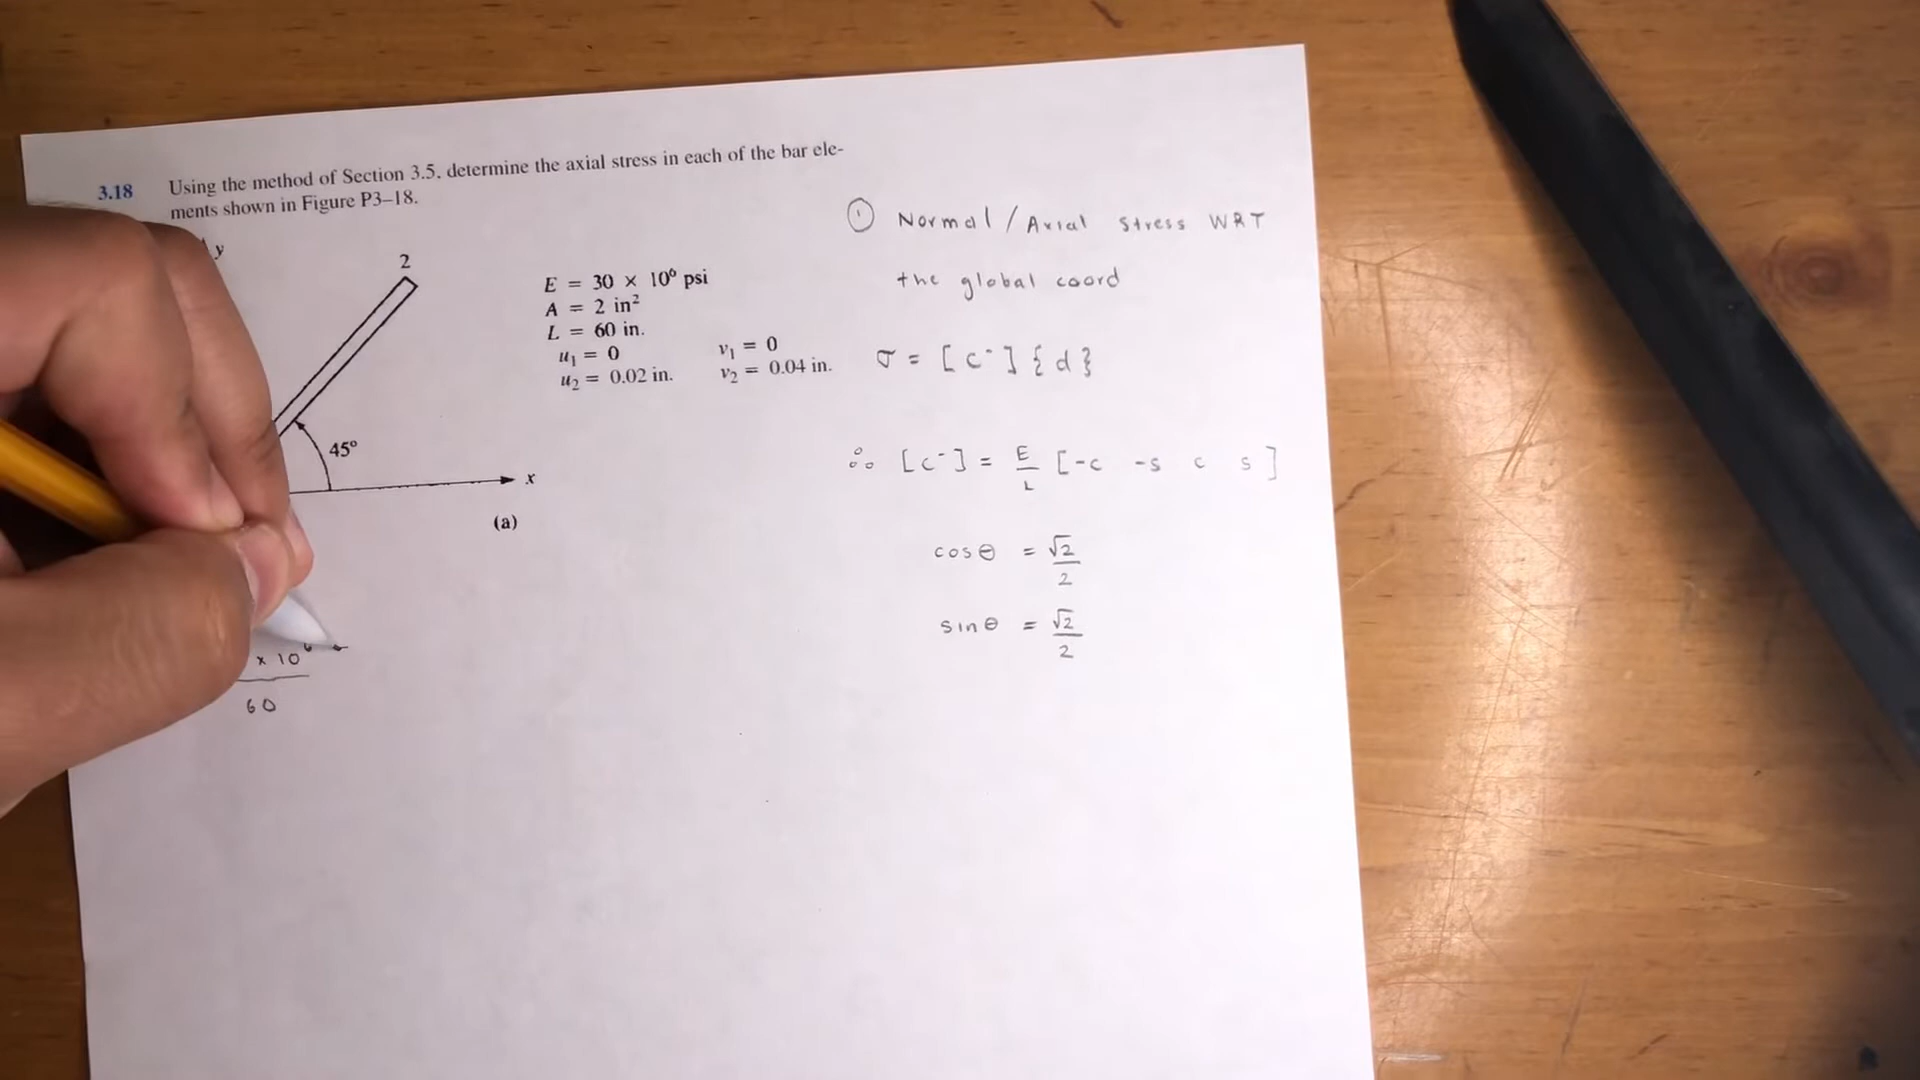 3.18 Using the method of Section 3.5, determine the axial stress in each of the bar ele-
ments shown in Figure P3–18.
y
2
E = 30 × 10⁶ psi
A = 2 in²
L = 60 in.
u₁ = 0 v₁ = 0
u₂ = 0.02 in. v₂ = 0.04 in.
45°
x
(a)
x 10⁶
60
① Normal / Axial Stress WRT
the global coord
σ = [c⁻] {d}
∴ [c⁻] = E/L [-c -s c s]
cosθ = √2/2
sinθ = √2/2